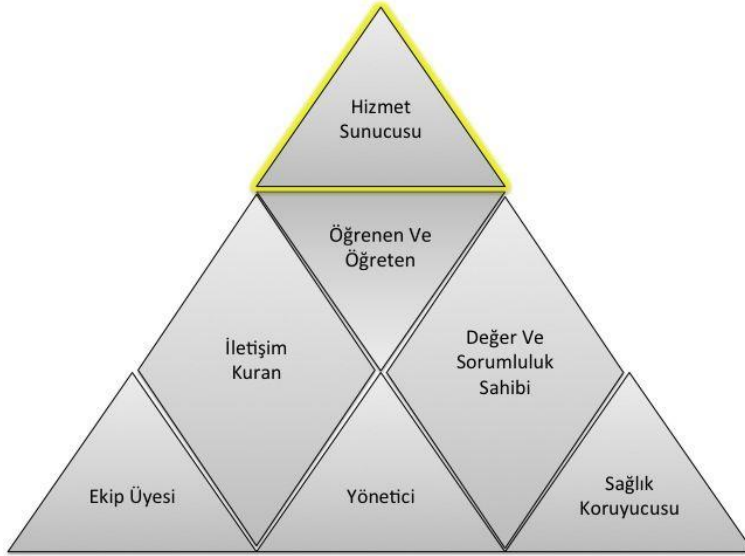 Hizmet
Sunucusu
Öğrenen Ve
Öğreten
İletişim
Kuran
Değer Ve
Sorumluluk
Sahibi
Ekip Üyesi
Yönetici
Sağlık
Koruyucusu